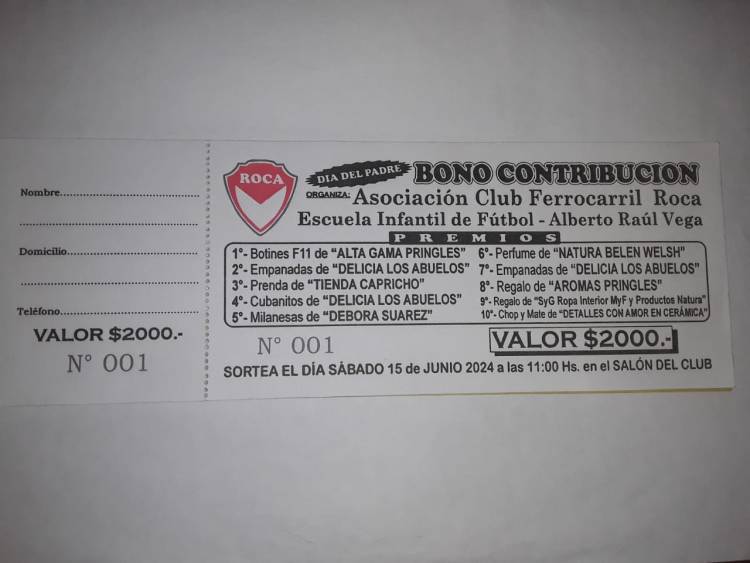 Nombre
Domicilio
Teléfono
VALOR $2000.-
N° 001
ROCA
DIA DEL PADRE
BONO CONTRIBUCION
ORGANIZA: Asociación Club Ferrocarril Roca
Escuela Infantil de Fútbol - Alberto Raúl Vega
PREMIOS
1°- Botines F11 de "ALTA GAMA PRINGLES"
2°- Empanadas de "DELICIA LOS ABUELOS"
3°- Prenda de "TIENDA CAPRICHO"
4°- Cubanitos de "DELICIA LOS ABUELOS"
5°- Milanesas de "DEBORA SUAREZ"
6°- Perfume de "NATURA BELEN WELSH"
7°- Empanadas de "DELICIA LOS ABUELOS"
8°- Regalo de "AROMAS PRINGLES"
9°- Regalo de "SyG Ropa Interior MyF y Productos Natura"
10°- Chop y Mate de "DETALLES CON AMOR EN CERÁMICA"
N° 001
VALOR $2000.-
SORTEA EL DÍA SÁBADO 15 de JUNIO 2024 a las 11:00 Hs. en el SALÓN DEL CLUB